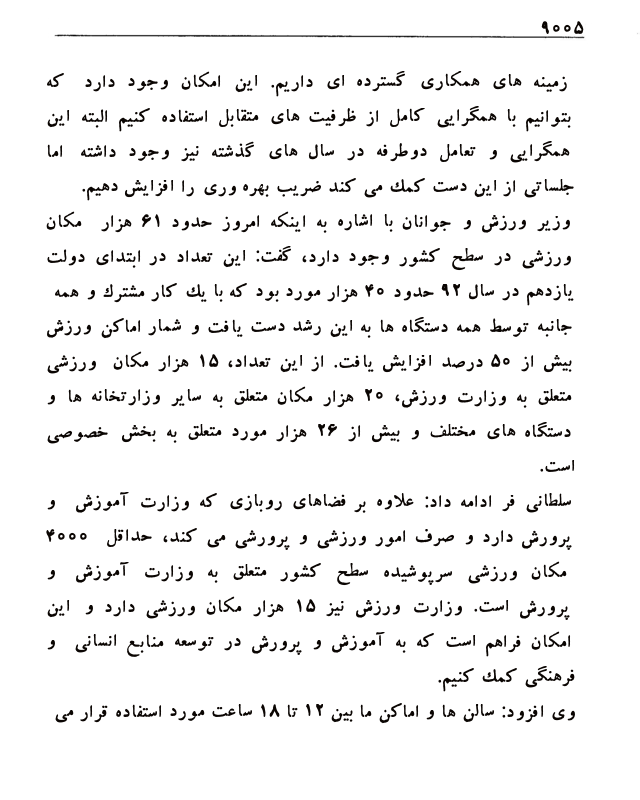 ۹۰۰۵
زمینه های همکاری گسترده ای داریم. این امکان وجود دارد که
بتوانیم با همگرایی کامل از ظرفیت های متقابل استفاده کنیم البته این
همگرایی و تعامل دوطرفه در سال های گذشته نیز وجود داشته اما
جلساتی از این دست کمك می کند ضریب بهره وری را افزایش دهیم.
وزیر ورزش و جوانان با اشاره به اینکه امروز حدود ۶۱ هزار مکان
ورزشی در سطح کشور وجود دارد، گفت: این تعداد در ابتدای دولت
یازدهم در سال ۹۲ حدود ۴۰ هزار مورد بود که با یك کار مشترك و همه
جانبه توسط همه دستگاه ها به این رشد دست یافت و شمار اماکن ورزش
بیش از ۵۰ درصد افزایش یافت. از این تعداد، ۱۵ هزار مکان ورزشی
متعلق به وزارت ورزش، ۲۰ هزار مکان متعلق به سایر وزارتخانه ها و
دستگاه های مختلف و بیش از ۲۶ هزار مورد متعلق به بخش خصوصی
است.
سلطانی فر ادامه داد: علاوه بر فضاهای روبازی که وزارت آموزش و
پرورش دارد و صرف امور ورزشی و پرورشی می کند، حداقل ۴۰۰۰
مکان ورزشی سرپوشیده سطح کشور متعلق به وزارت آموزش و
پرورش است. وزارت ورزش نیز ۱۵ هزار مکان ورزشی دارد و این
امکان فراهم است که به آموزش و پرورش در توسعه منابع انسانی و
فرهنگی کمك کنیم.
وی افزود: سالن ها و اماکن ما بین ۱۲ تا ۱۸ ساعت مورد استفاده قرار می